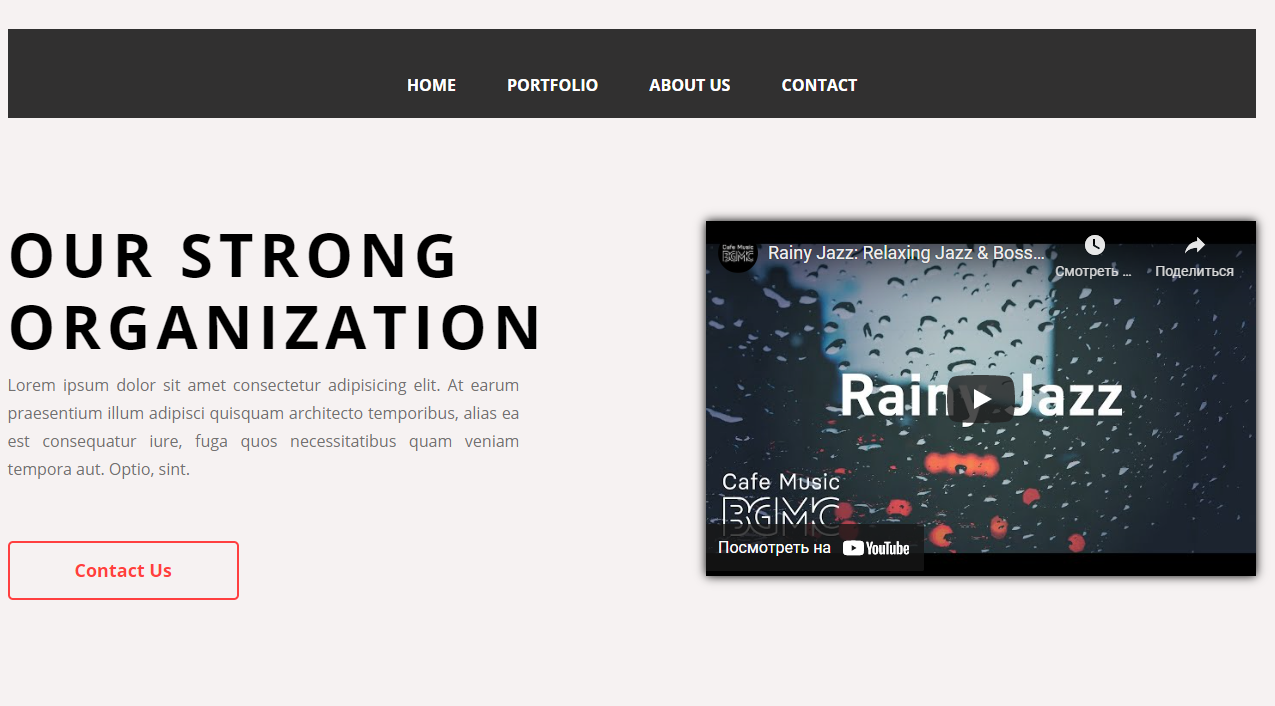 HOME PORTFOLIO ABOUT US CONTACT
OUR STRONG
ORGANIZATION
Lorem ipsum dolor sit amet consectetur adipisicing elit. At earum
praesentium illum adipisci quisquam architecto temporibus, alias ea
est consequatur iure, fuga quos necessitatibus quam veniam
tempora aut. Optio, sint.
Contact Us
Cafe Music
BGMC
Rainy Jazz: Relaxing Jazz & Boss...
Смотреть ...
Поделиться
Rainy Jazz
Cafe Music
BGMC
Посмотреть на YouTube